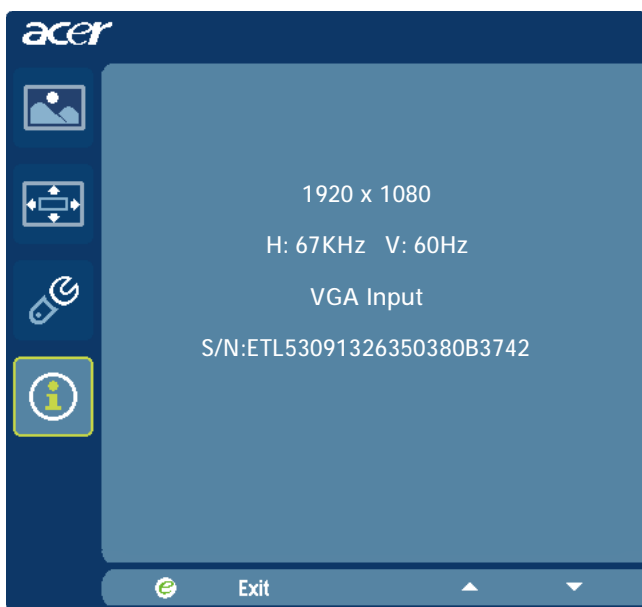 acer
1920 x 1080
H: 67KHz V: 60Hz
VGA Input
S/N:ETL53091326350380B3742
e Exit